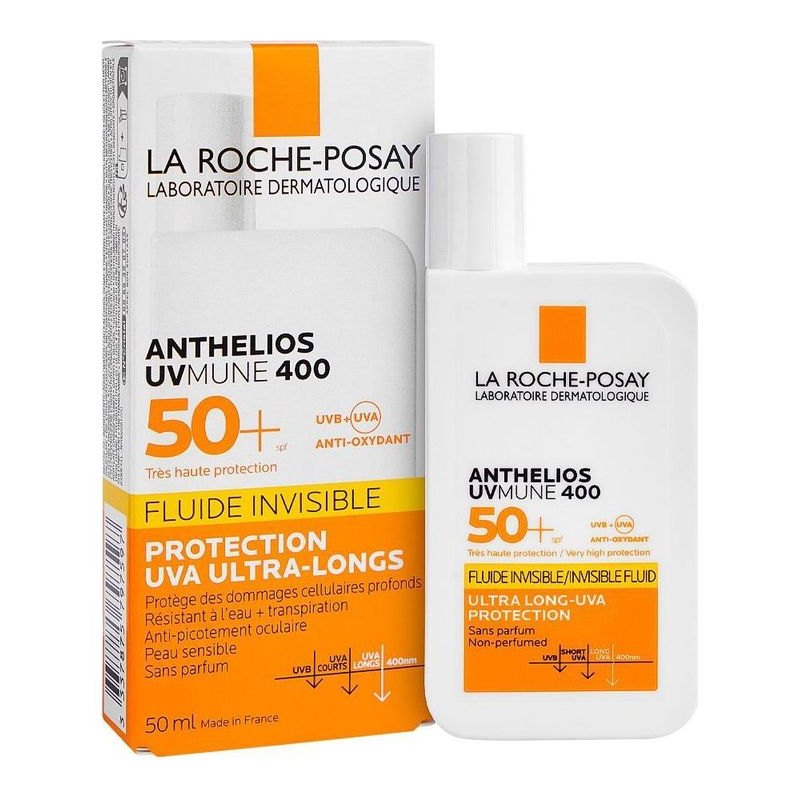 LA ROCHE-POSAY
LABORATOIRE DERMATOLOGIQUE
ANTHELIOS
UVMUNE 400
50+
spf
UVB + UVA
ANTI-OXYDANT
Très haute protection
FLUIDE INVISIBLE
PROTECTION
UVA ULTRA-LONGS
Protège des dommages cellulaires profonds
Résistant à l'eau + transpiration
Anti-picotement oculaire
Peau sensible
Sans parfum
UVB
UVA COURTS
UVA LONGS
400nm
50 ml Made in France
LA ROCHE-POSAY
LABORATOIRE DERMATOLOGIQUE
ANTHELIOS
UVMUNE 400
50+
spf
UVB + UVA
ANTI-OXYDANT
Très haute protection / Very high protection
FLUIDE INVISIBLE/INVISIBLE FLUID
ULTRA LONG-UVA
PROTECTION
Sans parfum
Non-perfumed
UVB
SHORT UVA
LONG UVA
400nm